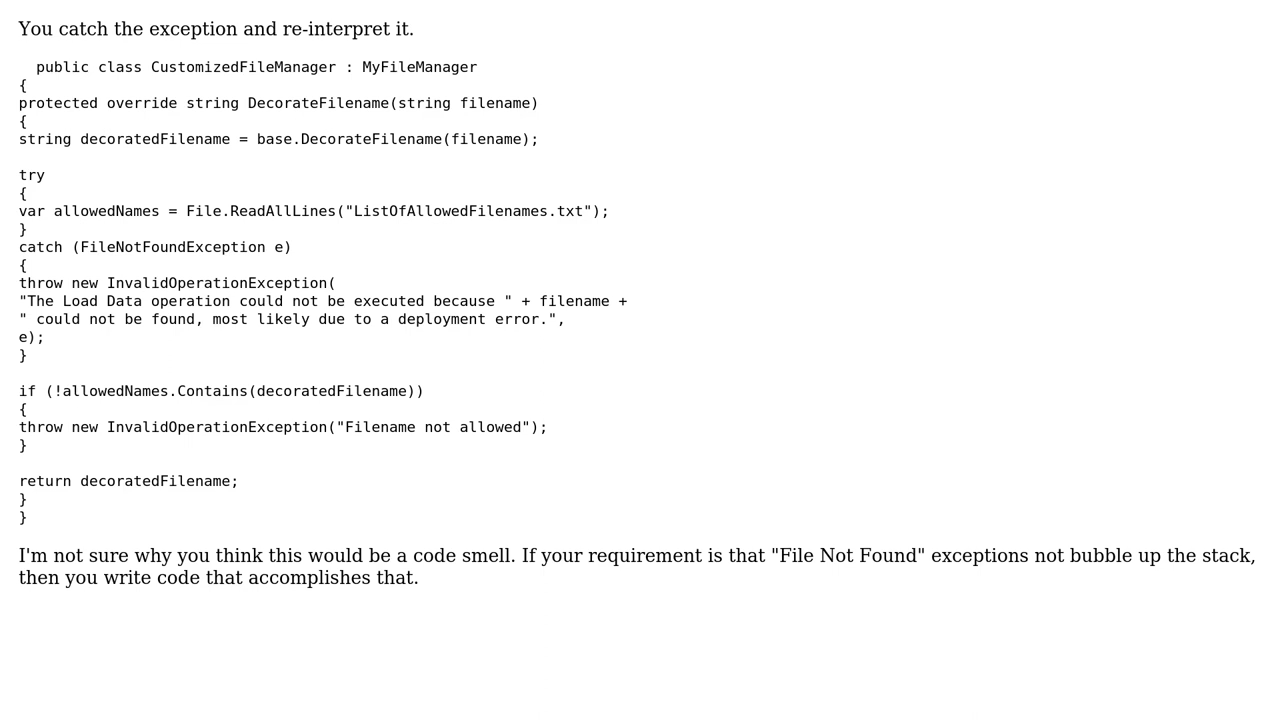 You catch the exception and re-interpret it.
  public class CustomizedFileManager : MyFileManager
{
protected override string DecorateFilename(string filename)
{
string decoratedFilename = base.DecorateFilename(filename);

try
{
var allowedNames = File.ReadAllLines("ListOfAllowedFilenames.txt");
}
catch (FileNotFoundException e)
{
throw new InvalidOperationException(
"The Load Data operation could not be executed because " + filename +
" could not be found, most likely due to a deployment error.",
e);
}

if (!allowedNames.Contains(decoratedFilename))
{
throw new InvalidOperationException("Filename not allowed");
}

return decoratedFilename;
}
}
I'm not sure why you think this would be a code smell. If your requirement is that "File Not Found" exceptions not bubble up the stack,
then you write code that accomplishes that.